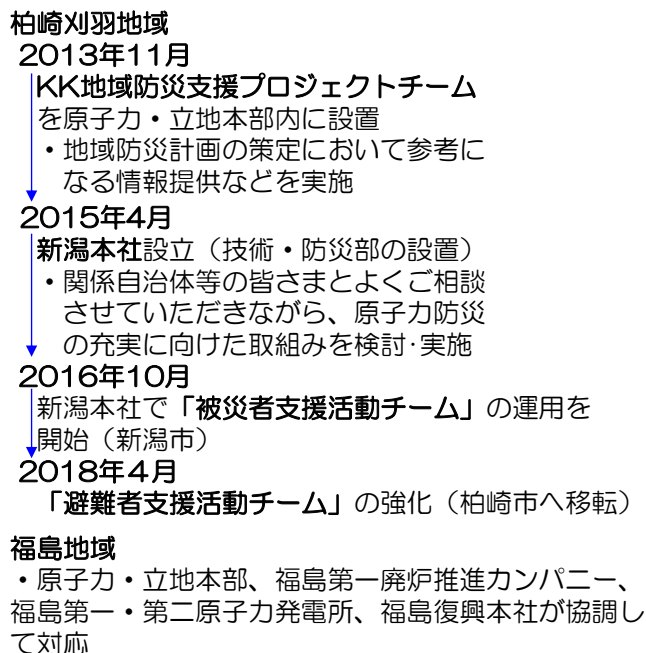 柏崎刈羽地域
2013年11月
KK地域防災支援プロジェクトチーム
を原子力・立地本部内に設置
・地域防災計画の策定において参考に
なる情報提供などを実施
2015年4月
新潟本社設立（技術・防災部の設置）
・関係自治体等の皆さまとよくご相談
させていただきながら、原子力防災
の充実に向けた取組みを検討･実施
2016年10月
新潟本社で「被災者支援活動チーム」の運用を
開始（新潟市）
2018年４月
「避難者支援活動チーム」の強化（柏崎市へ移転）
福島地域
・原子力・立地本部、福島第一廃炉推進カンパニー、
福島第一・第二原子力発電所、福島復興本社が協調し
て対応